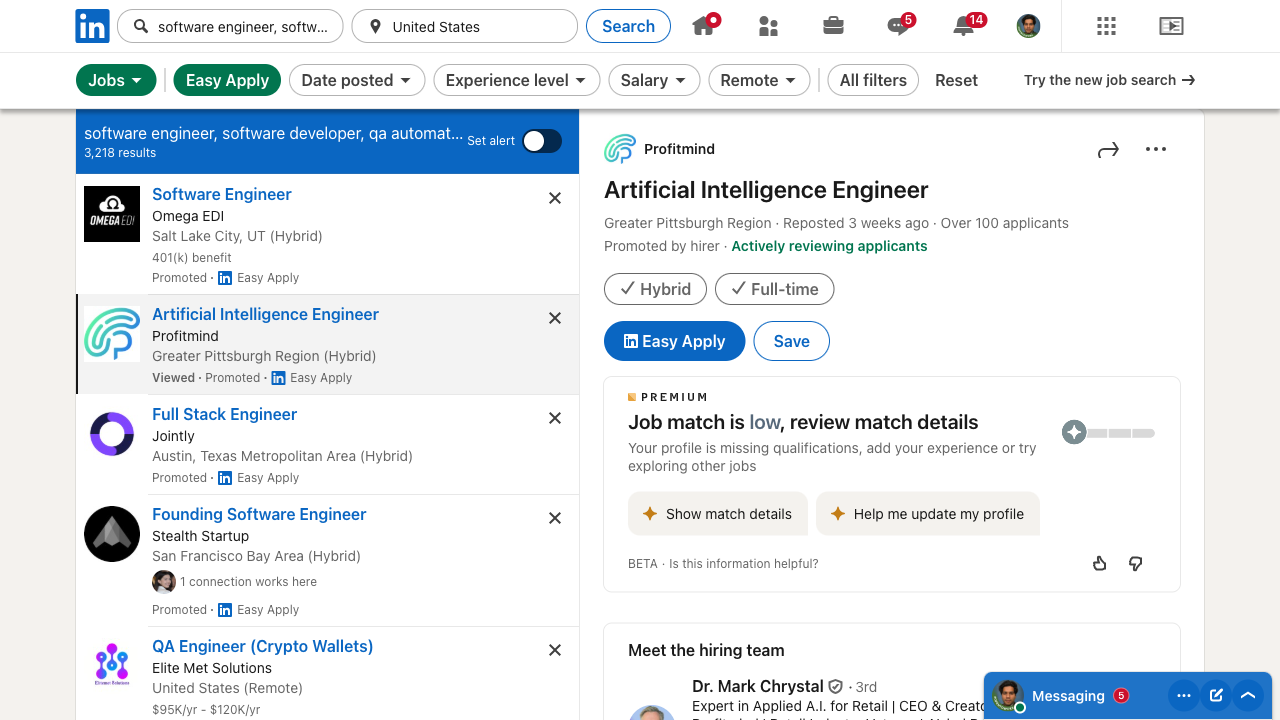 in
software engineer, softw...
United States
Search
5
14
Jobs
Easy Apply
Date posted
Experience level
Salary
Remote
All filters
Reset
Try the new job search →
software engineer, software developer, qa automat...
3,218 results
Set alert
OMEGA EDI
Software Engineer
Omega EDI
Salt Lake City, UT (Hybrid)
401(k) benefit
Promoted · in Easy Apply
Artificial Intelligence Engineer
Profitmind
Greater Pittsburgh Region (Hybrid)
Viewed · Promoted · in Easy Apply
Full Stack Engineer
Jointly
Austin, Texas Metropolitan Area (Hybrid)
Promoted · in Easy Apply
Founding Software Engineer
Stealth Startup
San Francisco Bay Area (Hybrid)
1 connection works here
Promoted · in Easy Apply
QA Engineer (Crypto Wallets)
Elite Met Solutions
United States (Remote)
$95K/yr - $120K/yr
Profitmind
Artificial Intelligence Engineer
Greater Pittsburgh Region · Reposted 3 weeks ago · Over 100 applicants
Promoted by hirer · Actively reviewing applicants
Hybrid
Full-time
in Easy Apply
Save
PREMIUM
Job match is low, review match details
Your profile is missing qualifications, add your experience or try
exploring other jobs
Show match details
Help me update my profile
BETA · Is this information helpful?
Meet the hiring team
Dr. Mark Chrystal · 3rd
Expert in Applied A.I. for Retail | CEO & Creato
Messaging 5